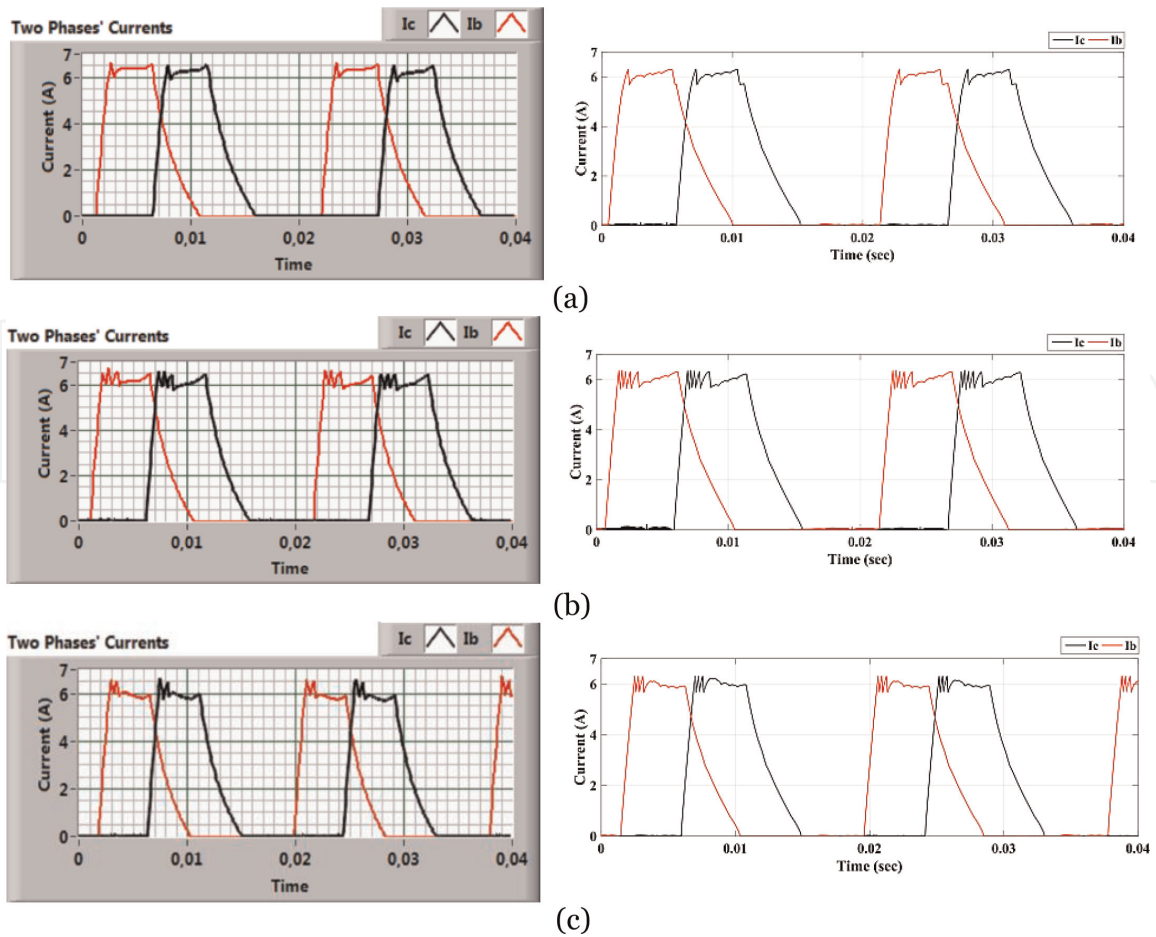 Two Phases' Currents
Ic Ib
Current (A)
7
6
4
2
0
0 0,01 0,02 0,03 0,04
Time
Ic Ib
Current (A)
7
6
4
2
0
0 0.01 0.02 0.03 0.04
Time (sec)
(a)
Two Phases' Currents
Ic Ib
Current (A)
7
6
4
2
0
0 0,01 0,02 0,03 0,04
Time
Ic Ib
Current (A)
7
6
4
2
0
0 0.01 0.02 0.03 0.04
Time (sec)
(b)
Two Phases' Currents
Ic Ib
Current (A)
7
6
4
2
0
0 0,01 0,02 0,03 0,04
Time
Ic Ib
Current (A)
7
6
4
2
0
0 0.01 0.02 0.03 0.04
Time (sec)
(c)